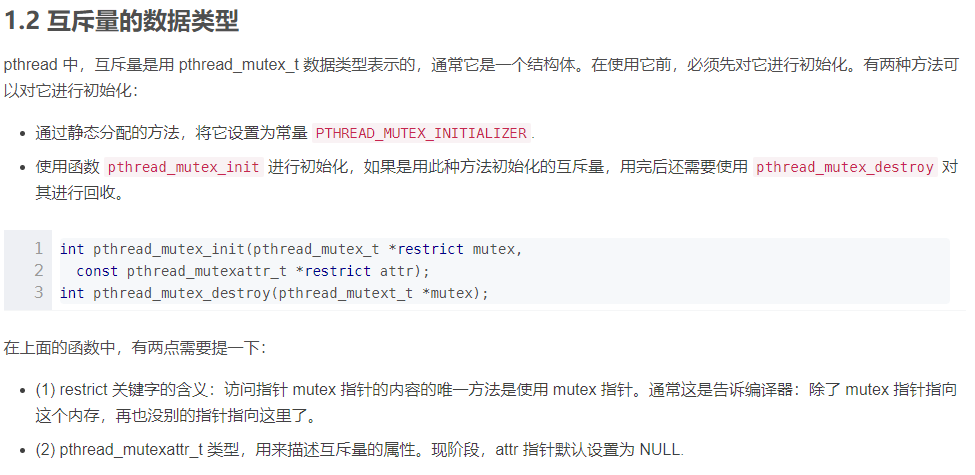 1.2 互斥量的数据类型
pthread 中，互斥量是用 pthread_mutex_t 数据类型表示的，通常它是一个结构体。在使用它前，必须先对它进行初始化。有两种方法可
以对它进行初始化：
• 通过静态分配的方法，将它设置为常量 PTHREAD_MUTEX_INITIALIZER.
• 使用函数 pthread_mutex_init 进行初始化，如果是用此种方法初始化的互斥量，用完后还需要使用 pthread_mutex_destroy 对
其进行回收。
1 int pthread_mutex_init(pthread_mutex_t *restrict mutex,
2   const pthread_mutexattr_t *restrict attr);
3 int pthread_mutex_destroy(pthread_mutext_t *mutex);
在上面的函数中，有两点需要提一下：
• (1) restrict 关键字的含义：访问指针 mutex 指针的内容的唯一方法是使用 mutex 指针。通常这是告诉编译器：除了 mutex 指针指向
这个内存，再也没别的指针指向这里了。
• (2) pthread_mutexattr_t 类型，用来描述互斥量的属性。现阶段，attr 指针默认设置为 NULL.